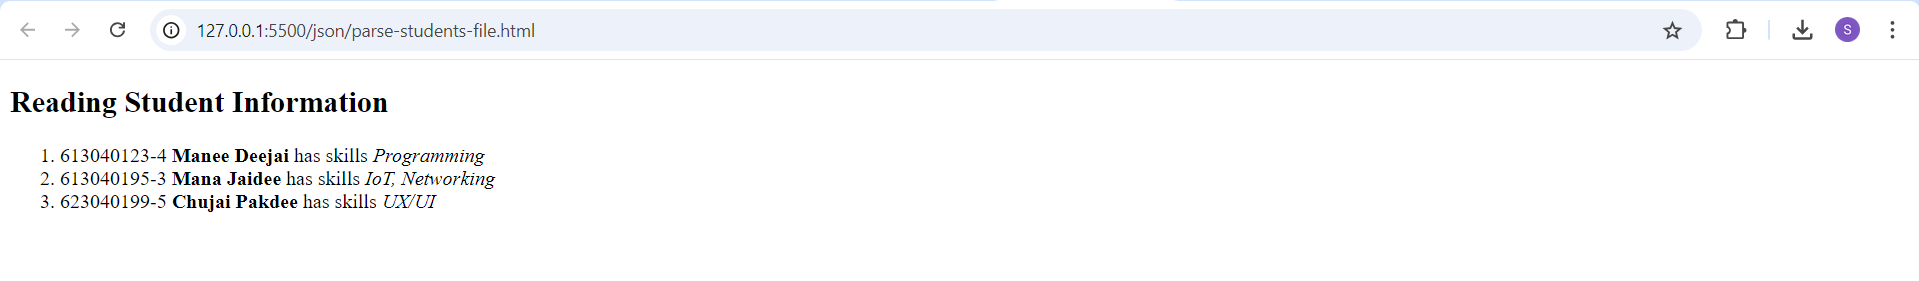 127.0.0.1:5500/json/parse-students-file.html
S
Reading Student Information
1. 613040123-4 Manee Deejai has skills Programming
2. 613040195-3 Mana Jaidee has skills IoT, Networking
3. 623040199-5 Chujai Pakdee has skills UX/UI